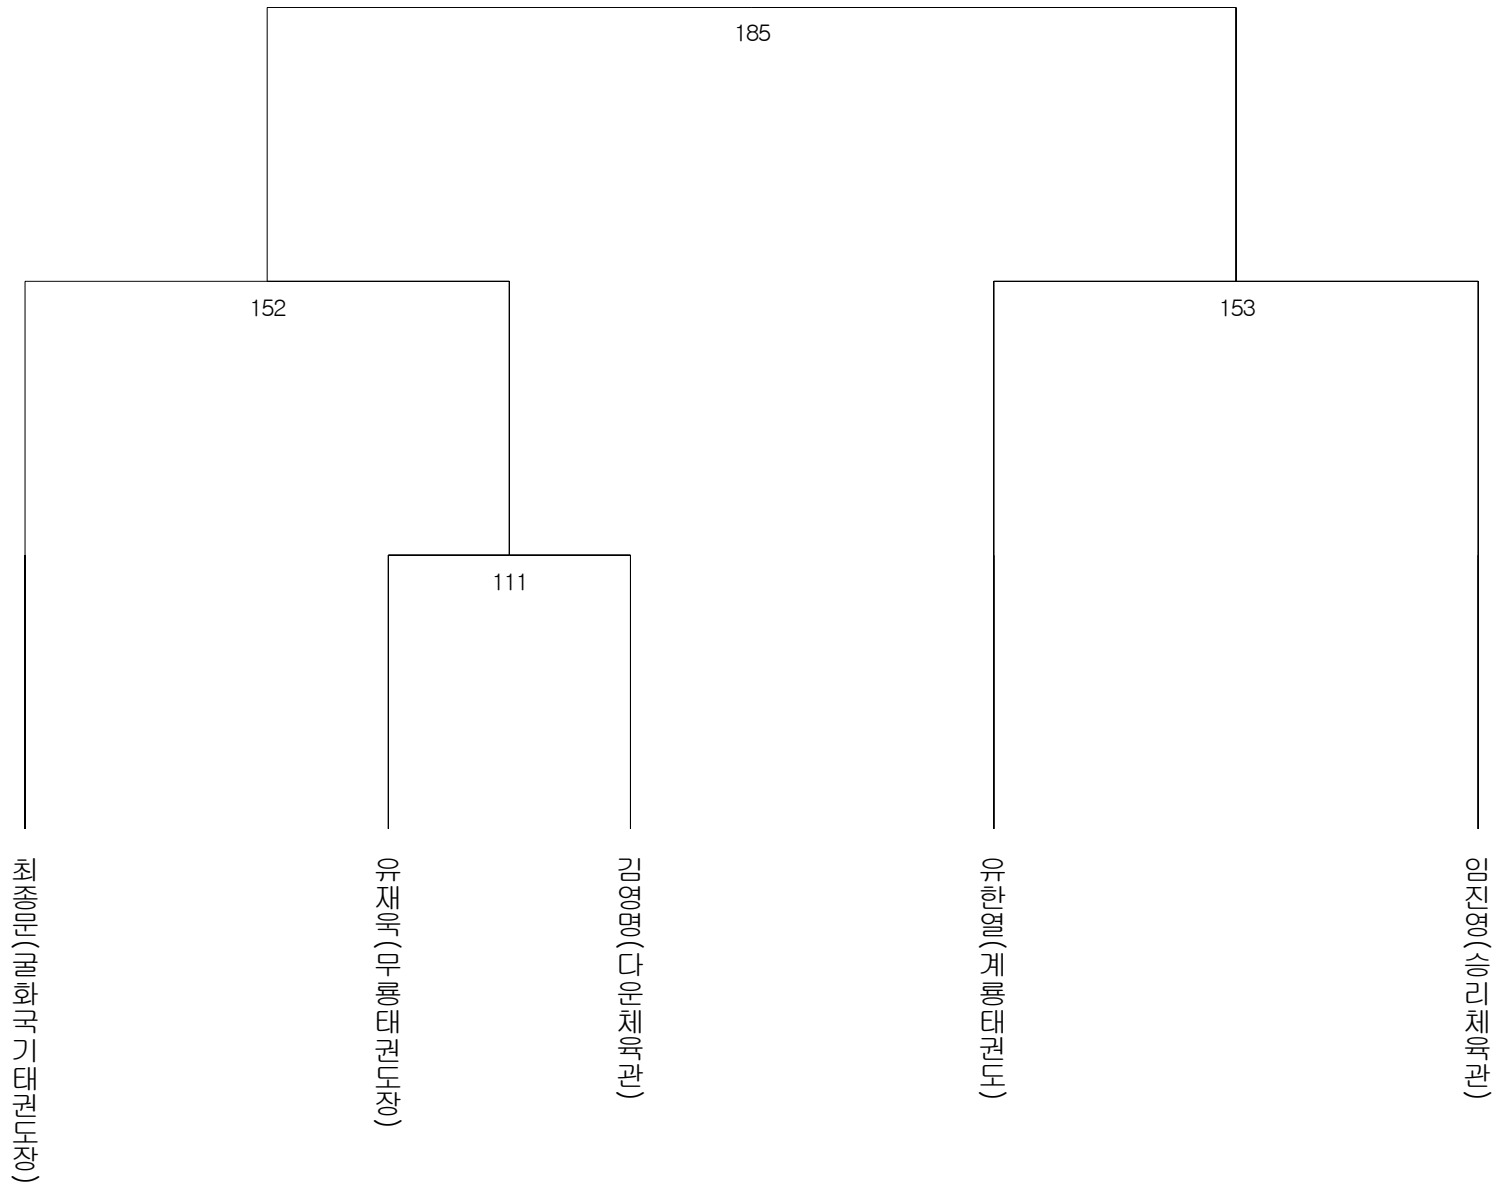 185
152
153
111
최종문(굴화국기태권도장)
유재욱(무룡태권도장)
김영명(다운체육관)
유한열(계룡태권도)
임진영(승리체육관)